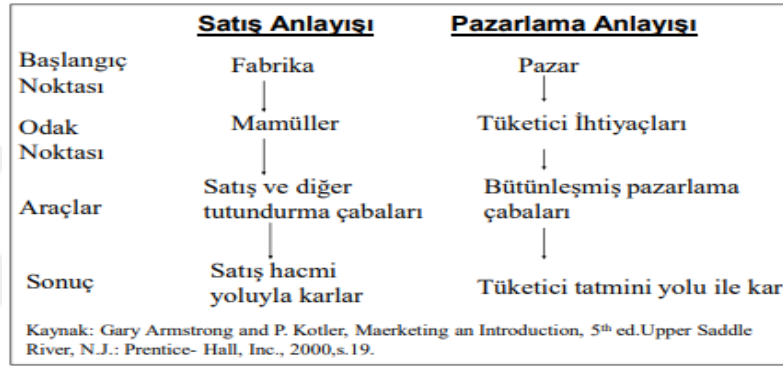 Satış Anlayışı Pazarlama Anlayışı
Başlangıç Noktası Fabrika Pazar
Odak Noktası Mamüller Tüketici İhtiyaçları
Araçlar Satış ve diğer tutundurma çabaları Bütünleşmiş pazarlama çabaları
Sonuç Satış hacmi yoluyla karlar Tüketici tatmini yolu ile kar
Kaynak: Gary Armstrong and P. Kotler, Maerketing an Introduction, 5th ed.Upper Saddle
River, N.J.: Prentice- Hall, Inc., 2000,s.19.